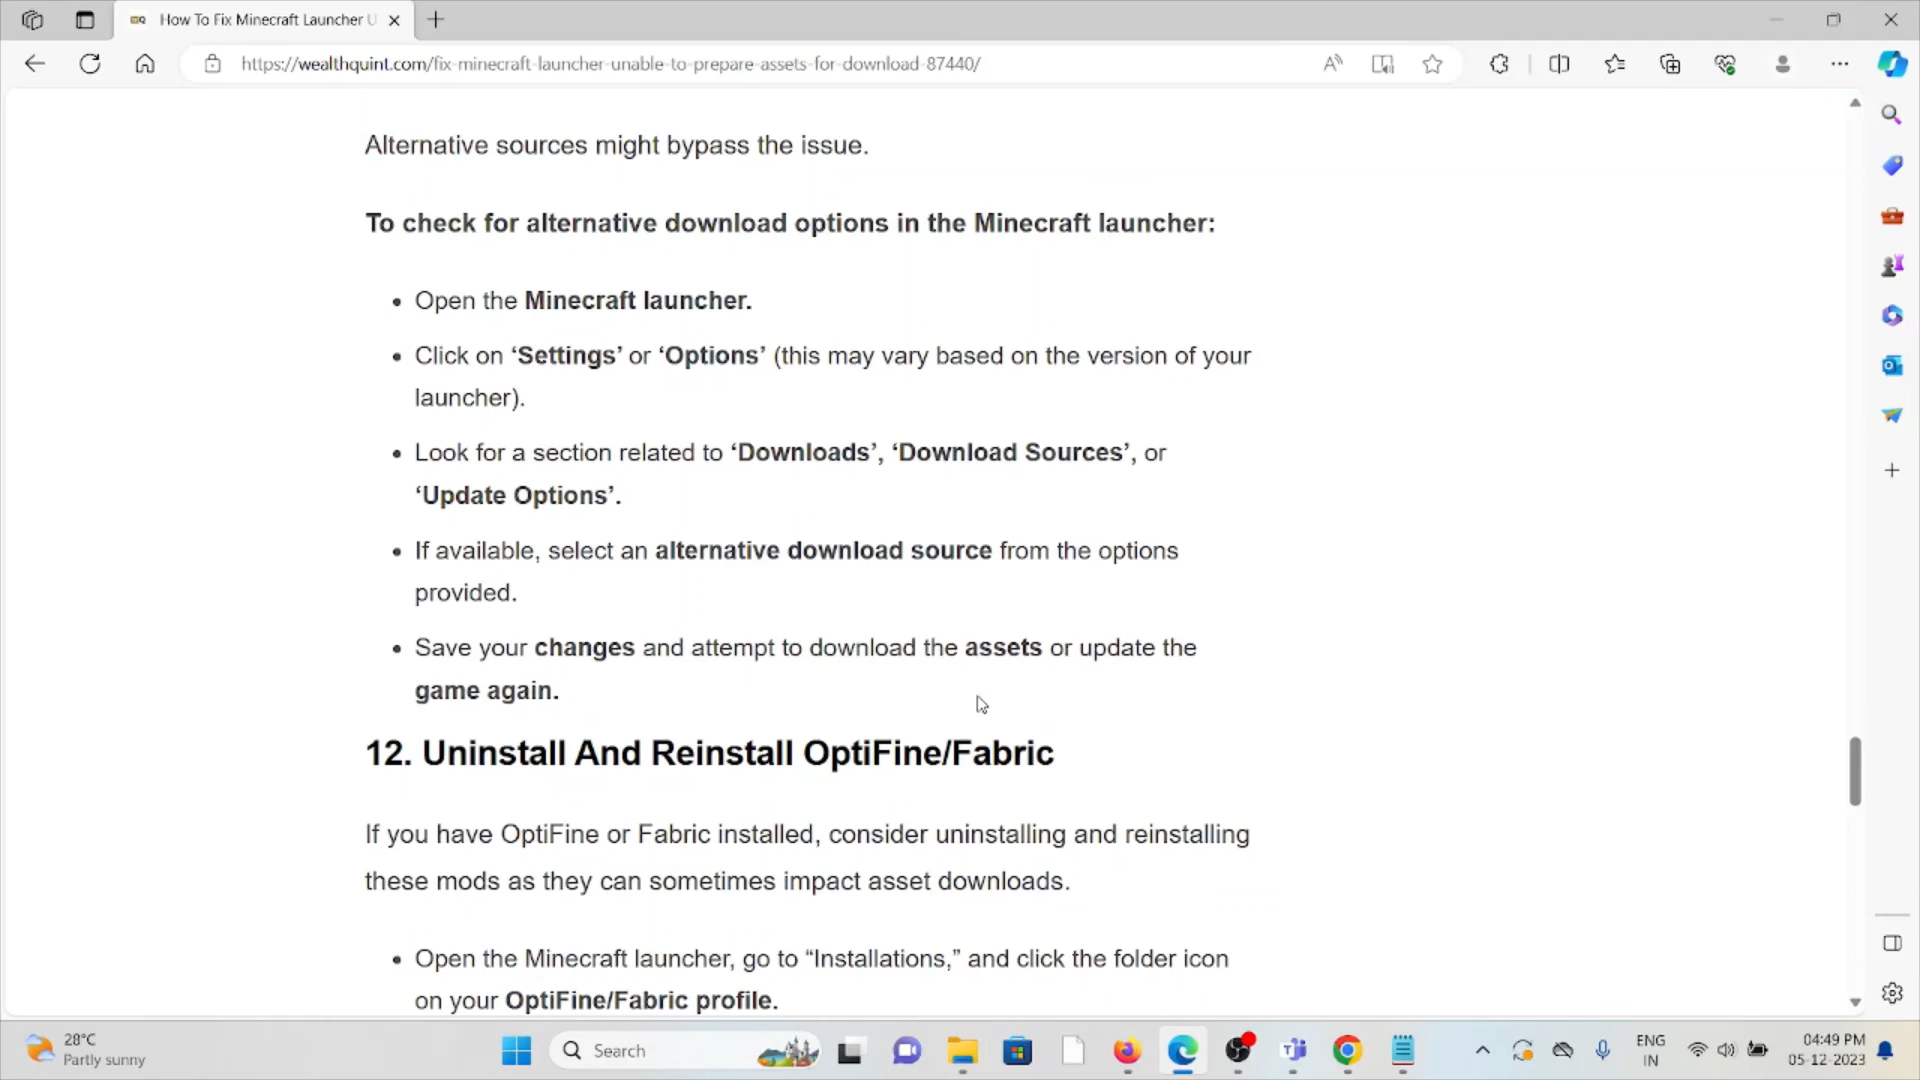 How To Fix Minecraft Launcher U
https://wealthquint.com/fix-minecraft-launcher-unable-to-prepare-assets-for-download-87440/
Alternative sources might bypass the issue.
To check for alternative download options in the Minecraft launcher:
• Open the Minecraft launcher.
• Click on ‘Settings’ or ‘Options’ (this may vary based on the version of your
launcher).
• Look for a section related to ‘Downloads’, ‘Download Sources’, or
‘Update Options’.
• If available, select an alternative download source from the options
provided.
• Save your changes and attempt to download the assets or update the
game again.
12. Uninstall And Reinstall OptiFine/Fabric
If you have OptiFine or Fabric installed, consider uninstalling and reinstalling
these mods as they can sometimes impact asset downloads.
• Open the Minecraft launcher, go to “Installations,” and click the folder icon
on your OptiFine/Fabric profile.
28°C
Partly sunny
Search
ENG
IN
04:49 PM
05-12-2023